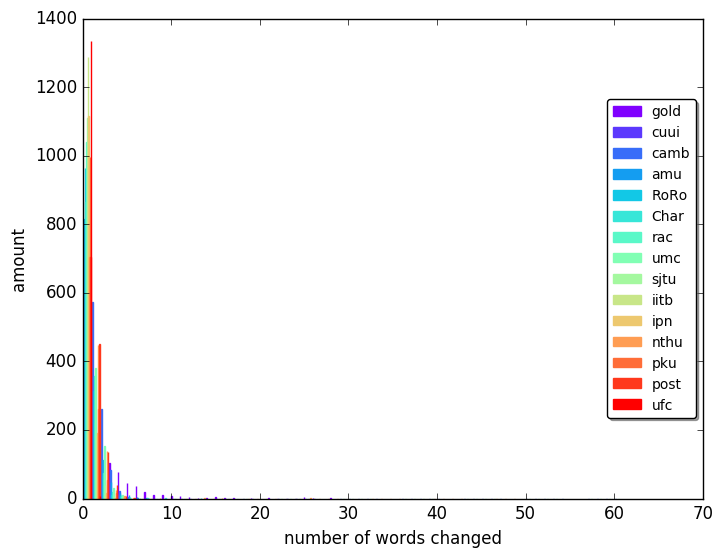 1400
1200
1000
800
600
400
200
0
amount
0 10 20 30 40 50 60 70
number of words changed
gold
cuui
camb
amu
RoRo
Char
rac
umc
sjtu
iitb
ipn
nthu
pku
post
ufc